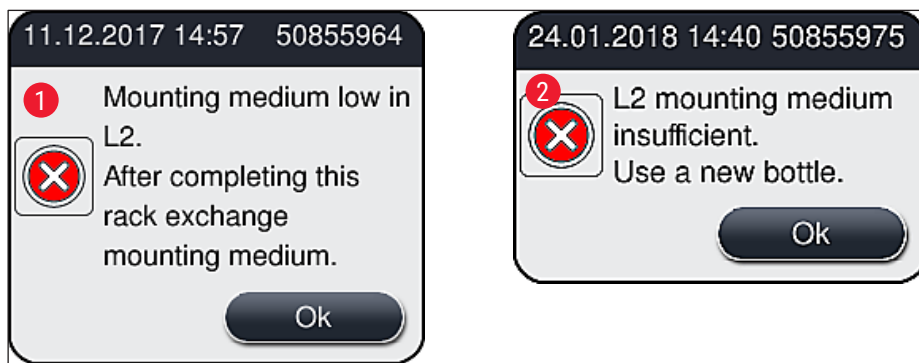 11.12.2017 14:57 50855964
1
Mounting medium low in
L2.
After completing this
rack exchange
mounting medium.
Ok
24.01.2018 14:40 50855975
2
L2 mounting medium
insufficient.
Use a new bottle.
Ok